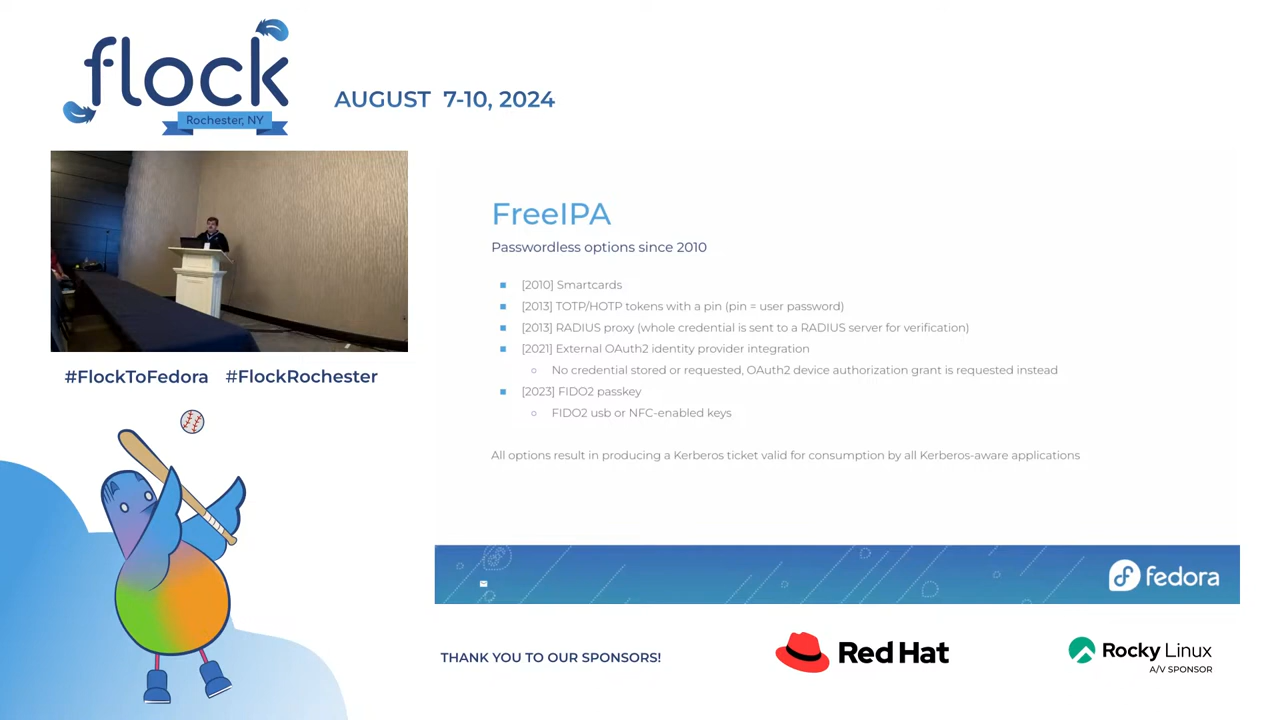 flock
Rochester, NY
AUGUST 7-10, 2024
#FlockToFedora #FlockRochester
FreeIPA
Passwordless options since 2010
[2010] Smartcards
[2013] TOTP/HOTP tokens with a pin (pin = user password)
[2013] RADIUS proxy (whole credential is sent to a RADIUS server for verification)
[2021] External OAuth2 identity provider integration
No credential stored or requested, OAuth2 device authorization grant is requested instead
[2023] FIDO2 passkey
FIDO2 usb or NFC-enabled keys
All options result in producing a Kerberos ticket valid for consumption by all Kerberos-aware applications
fedora
THANK YOU TO OUR SPONSORS!
Red Hat
Rocky Linux
A/V SPONSOR